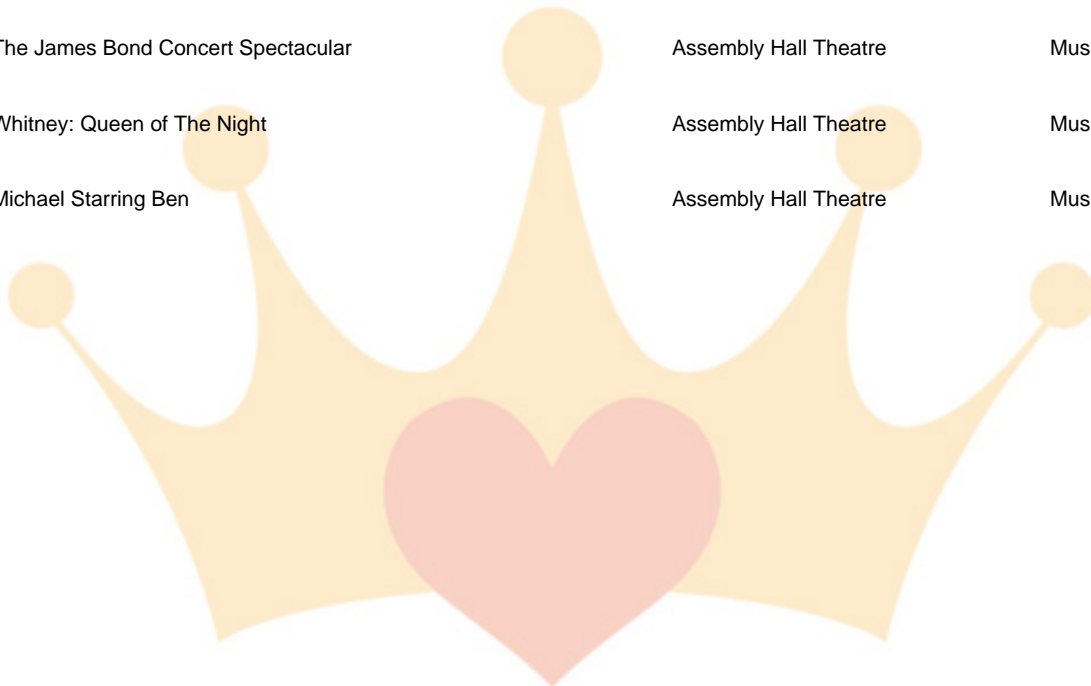 The James Bond Concert Spectacular Assembly Hall Theatre Mus
Whitney: Queen of The Night Assembly Hall Theatre Mus
Michael Starring Ben Assembly Hall Theatre Mus